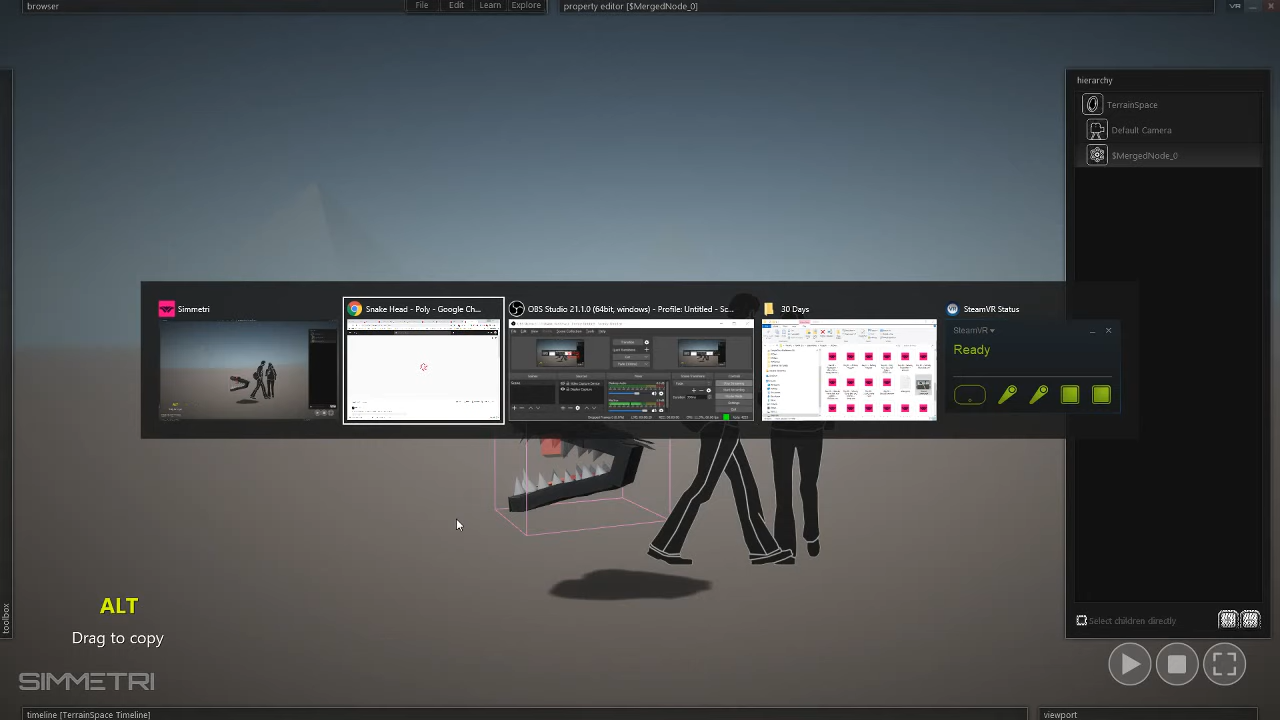 browser
File
Edit
Learn
Explore
property editor [$MergedNode_0]
VR
hierarchy
TerrainSpace
Default Camera
$MergedNode_0
Simmetri
Snake Head - Poly - Google Ch...
OBS Studio 21.1.0 (64bit, windows) - Profile: Untitled - Sc...
30 Days
SteamVR Status
SteamVR
Ready
toolbox
ALT
Drag to copy
Select children directly
SIMMETRI
timeline [TerrainSpace Timeline]
viewport